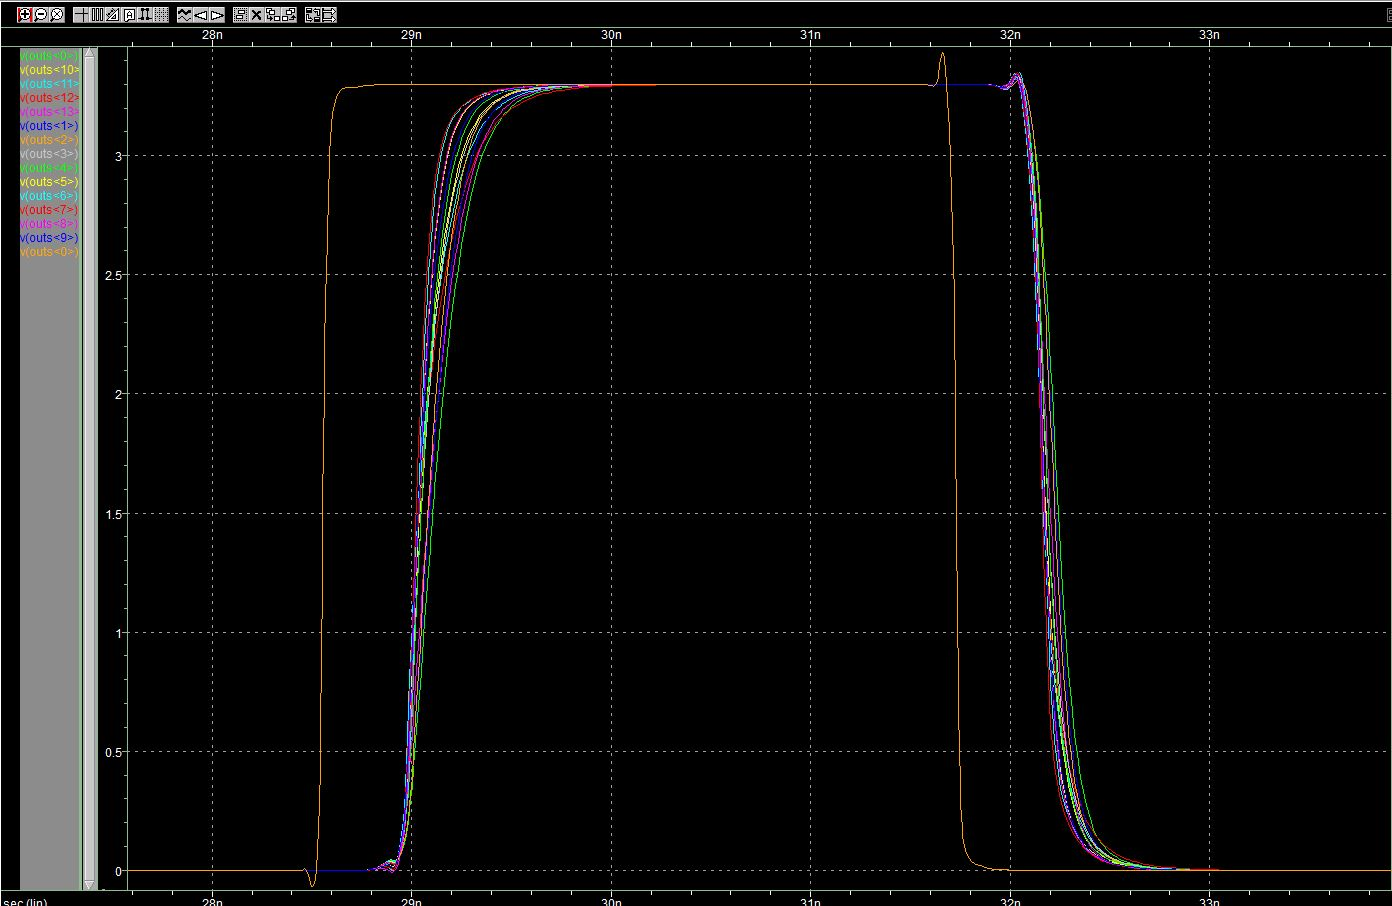 28n 29n 30n 31n 32n 33n
v(outs<0>)
v(outs<10>
v(outs<11>
v(outs<12>
v(outs<13>
v(outs<1>)
v(outs<2>)
v(outs<3>)
v(outs<4>)
v(outs<5>)
v(outs<6>)
v(outs<7>)
v(outs<8>)
v(outs<9>)
v(outs<0>)
3
2.5
2
1.5
1
0.5
0
sec (lin) 28n 29n 30n 31n 32n 33n